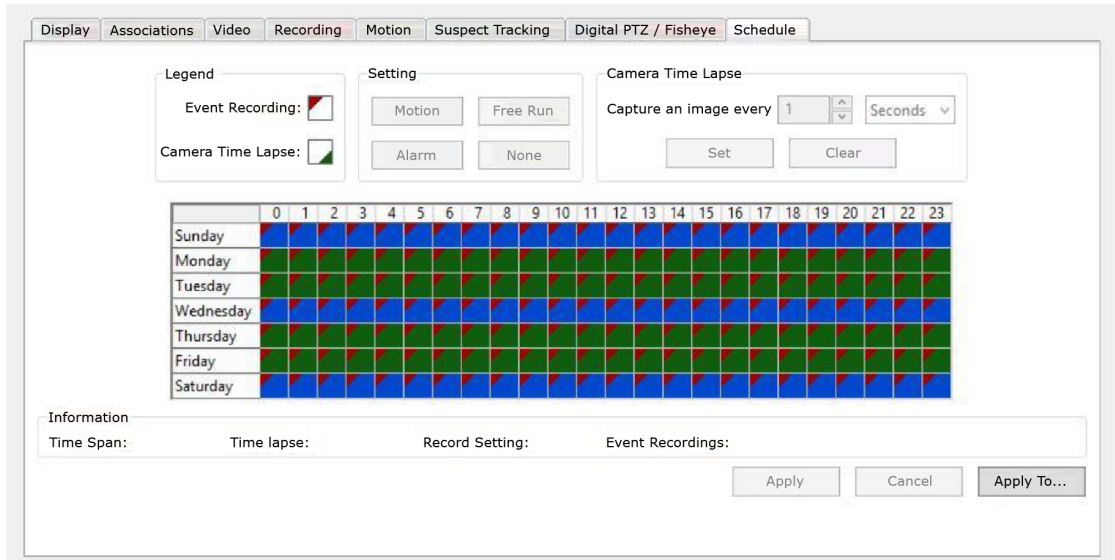 Display Associations Video Recording Motion Suspect Tracking Digital PTZ / Fisheye Schedule
Legend Setting Camera Time Lapse
Event Recording: Motion Free Run Capture an image every 1 Seconds
Camera Time Lapse: Alarm None Set Clear
0 1 2 3 4 5 6 7 8 9 10 11 12 13 14 15 16 17 18 19 20 21 22 23
Sunday
Monday
Tuesday
Wednesday
Thursday
Friday
Saturday
Information
Time Span: Time lapse: Record Setting: Event Recordings:
Apply Cancel Apply To...